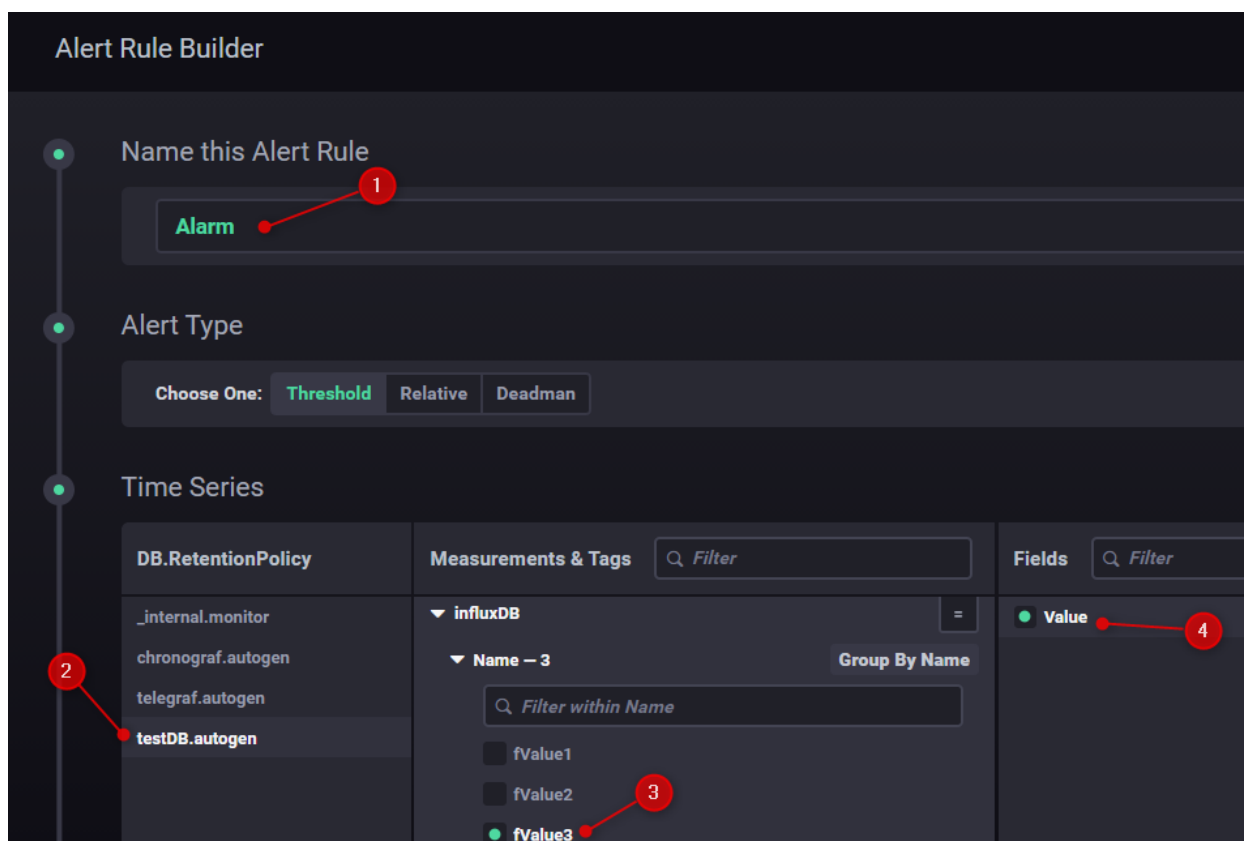 Alert Rule Builder
Name this Alert Rule
1
Alarm
Alert Type
Choose One: Threshold Relative Deadman
Time Series
DB.RetentionPolicy Measurements & Tags Filter Fields Filter
_internal.monitor influxDB = Value
4
chronograf.autogen Name — 3 Group By Name
2
telegraf.autogen Filter within Name
testDB.autogen
fValue1
fValue2
3
fValue3